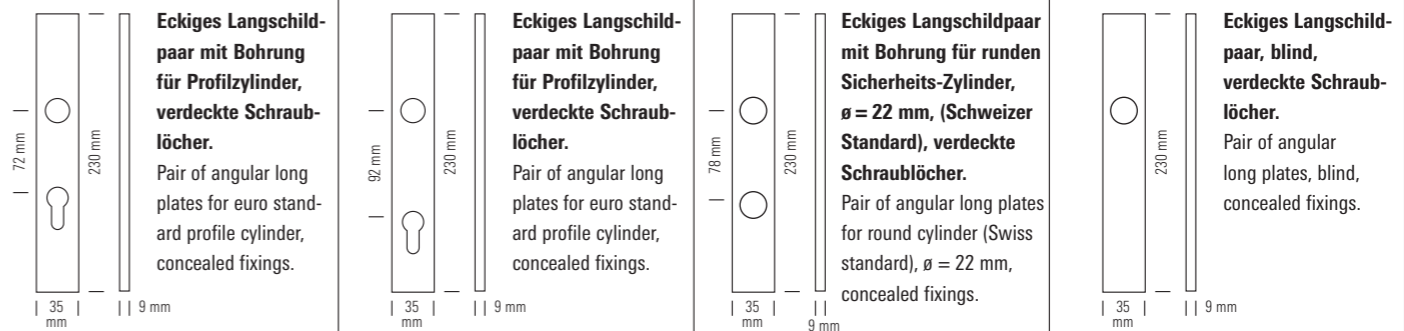 Eckiges Langschild-
paar mit Bohrung
für Profilzylinder,
verdeckte Schraub-
löcher.
Pair of angular long
plates for euro stand-
ard profile cylinder,
concealed fixings.
72 mm
230 mm
35
mm
9 mm
Eckiges Langschild-
paar mit Bohrung
für Profilzylinder,
verdeckte Schraub-
löcher.
Pair of angular long
plates for euro stand-
ard profile cylinder,
concealed fixings.
92 mm
230 mm
35
mm
9 mm
Eckiges Langschildpaar
mit Bohrung für runden
Sicherheits-Zylinder,
ø = 22 mm, (Schweizer
Standard), verdeckte
Schraublöcher.
Pair of angular long plates
for round cylinder (Swiss
standard), ø = 22 mm,
concealed fixings.
78 mm
230 mm
35
mm
9 mm
Eckiges Langschild-
paar, blind,
verdeckte Schraub-
löcher.
Pair of angular
long plates, blind,
concealed fixings.
230 mm
35
mm
9 mm